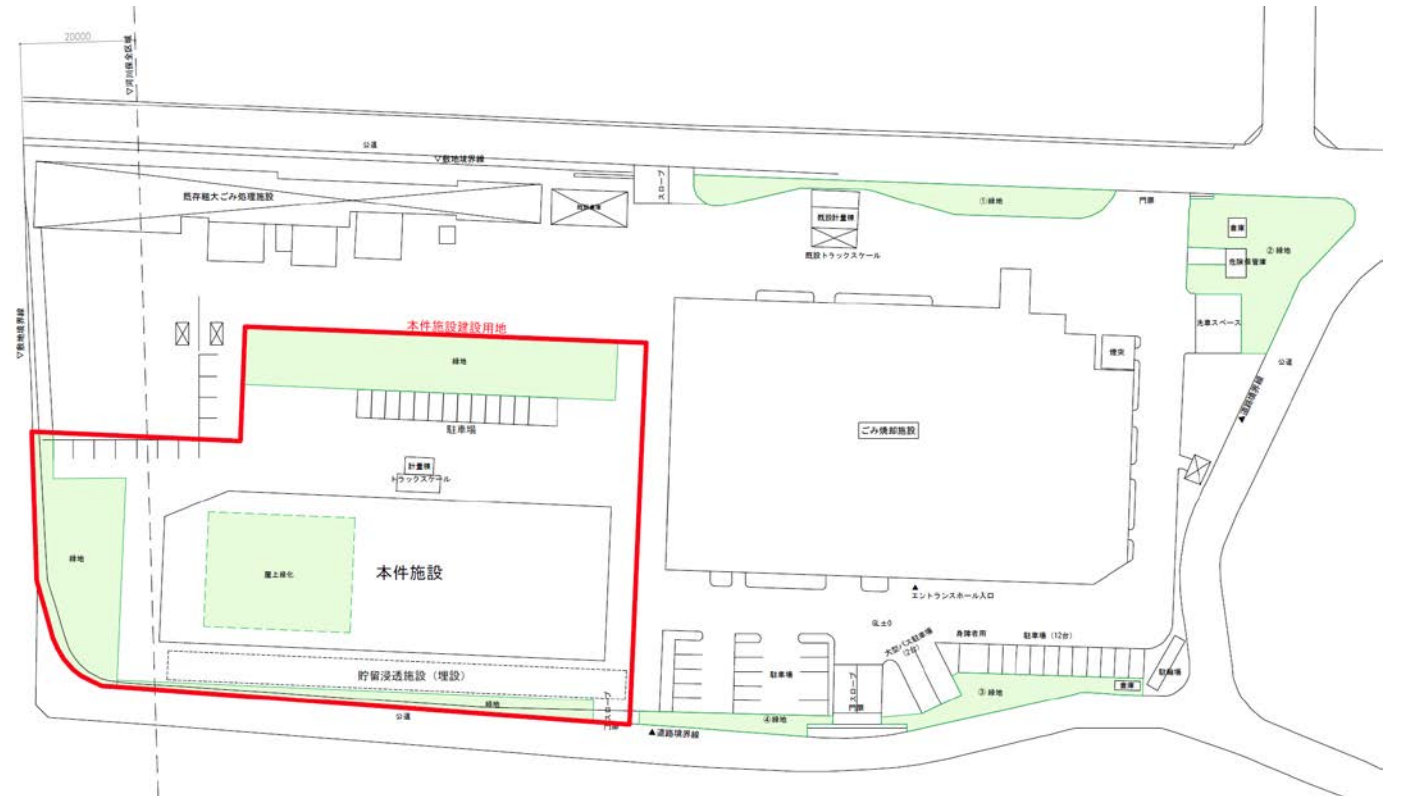 20000
▽河川保全区域
公道
▽敷地境界線
既存粗大ごみ処理施設
スロープ
①緑地
門扉
既設計量棟
既設トラックスケール
倉庫
②緑地
危険物保管庫
洗車スペース
公道
▲道路境界線
▽敷地境界線
本件施設建設用地
緑地
駐車場
煙突
ごみ焼却施設
計量棟
トラックスケール
緑地
屋上緑化
本件施設
▲
エントランスホール入口
GL±0
大型バス駐車場
(2台)
身障者用
駐車場 (12台)
駐輪場
倉庫
③緑地
駐車場
スロープ
門扉
貯留浸透施設（埋設）
スロープ
門扉
緑地
公道
④緑地
▲道路境界線